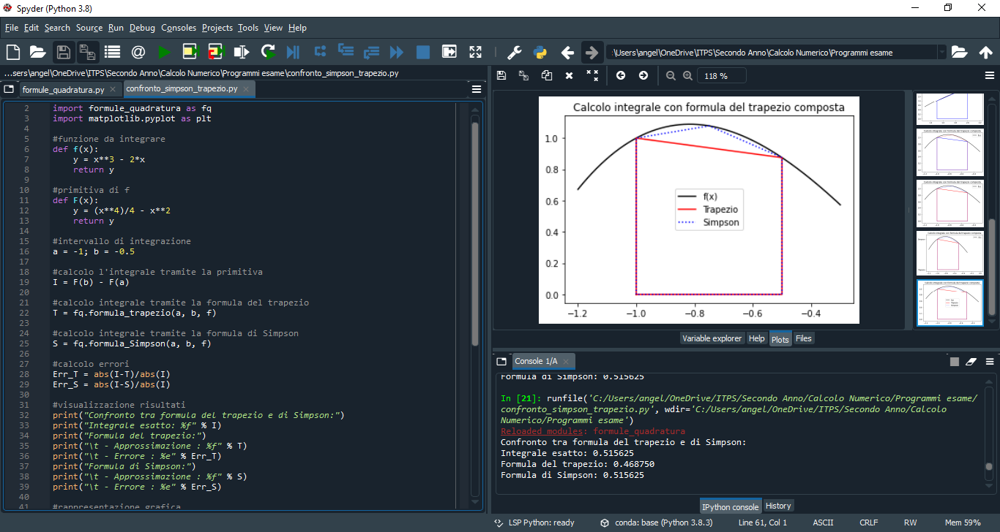 Spyder (Python 3.8)
File Edit Search Source Run Debug Consoles Projects Tools View Help
:\Users\angel\OneDrive\ITPS\Secondo Anno\Calcolo Numerico\Programmi esame
...sers\angel\OneDrive\ITPS\Secondo Anno\Calcolo Numerico\Programmi esame\confronto_simpson_trapezio.py
formule_quadratura.py confronto_simpson_trapezio.py
2 import formule_quadratura as fq
3 import matplotlib.pyplot as plt
4
5 #funzione da integrare
6 def f(x):
7 y = x**3 - 2*x
8 return y
9
10 #primitiva di f
11 def F(x):
12 y = (x**4)/4 - x**2
13 return y
14
15 #intervallo di integrazione
16 a = -1; b = -0.5
17
18 #calcolo l'integrale tramite la primitiva
19 I = F(b) - F(a)
20
21 #calcolo integrale tramite la formula del trapezio
22 T = fq.formula_trapezio(a, b, f)
23
24 #calcolo integrale tramite la formula di Simpson
25 S = fq.formula_Simpson(a, b, f)
26
27 #calcolo errori
28 Err_T = abs(I-T)/abs(I)
29 Err_S = abs(I-S)/abs(I)
30
31 #visualizzazione risultati
32 print("Confronto tra formula del trapezio e di Simpson:")
33 print("Integrale esatto: %f" % I)
34 print("Formula del trapezio:")
35 print("\t - Approssimazione : %f" % T)
36 print("\t - Errore : %e" % Err_T)
37 print("Formula di Simpson:")
38 print("\t - Approssimazione : %f" % S)
39 print("\t - Errore : %e" % Err_S)
40
41 #rappresentazione grafica
118 %
Calcolo integrale con formula del trapezio composta
1.0
0.8
0.6
0.4
0.2
0.0
−1.2 −1.0 −0.8 −0.6 −0.4
f(x)
Trapezio
Simpson
Variable explorer Help Plots Files
Console 1/A
Formula di Simpson: 0.515625
In [21]: runfile('C:/Users/angel/OneDrive/ITPS/Secondo Anno/Calcolo Numerico/Programmi esame/
confronto_simpson_trapezio.py', wdir='C:/Users/angel/OneDrive/ITPS/Secondo Anno/Calcolo
Numerico/Programmi esame')
Reloaded modules: formule_quadratura
Confronto tra formula del trapezio e di Simpson:
Integrale esatto: 0.515625
Formula del trapezio: 0.468750
Formula di Simpson: 0.515625
IPython console History
LSP Python: ready conda: base (Python 3.8.3) Line 61, Col 1 ASCII CRLF RW Mem 59%